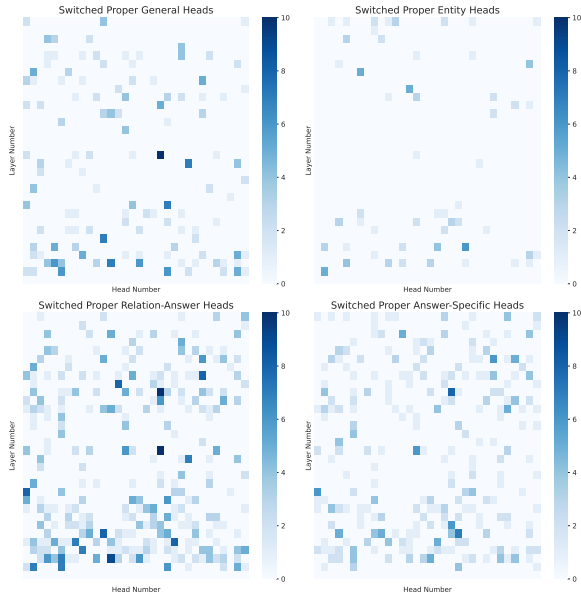 Switched Proper General Heads
Layer Number
Head Number
10
8
6
4
2
0
Switched Proper Entity Heads
Layer Number
Head Number
10
8
6
4
2
0
Switched Proper Relation-Answer Heads
Layer Number
Head Number
10
8
6
4
2
0
Switched Proper Answer-Specific Heads
Layer Number
Head Number
10
8
6
4
2
0